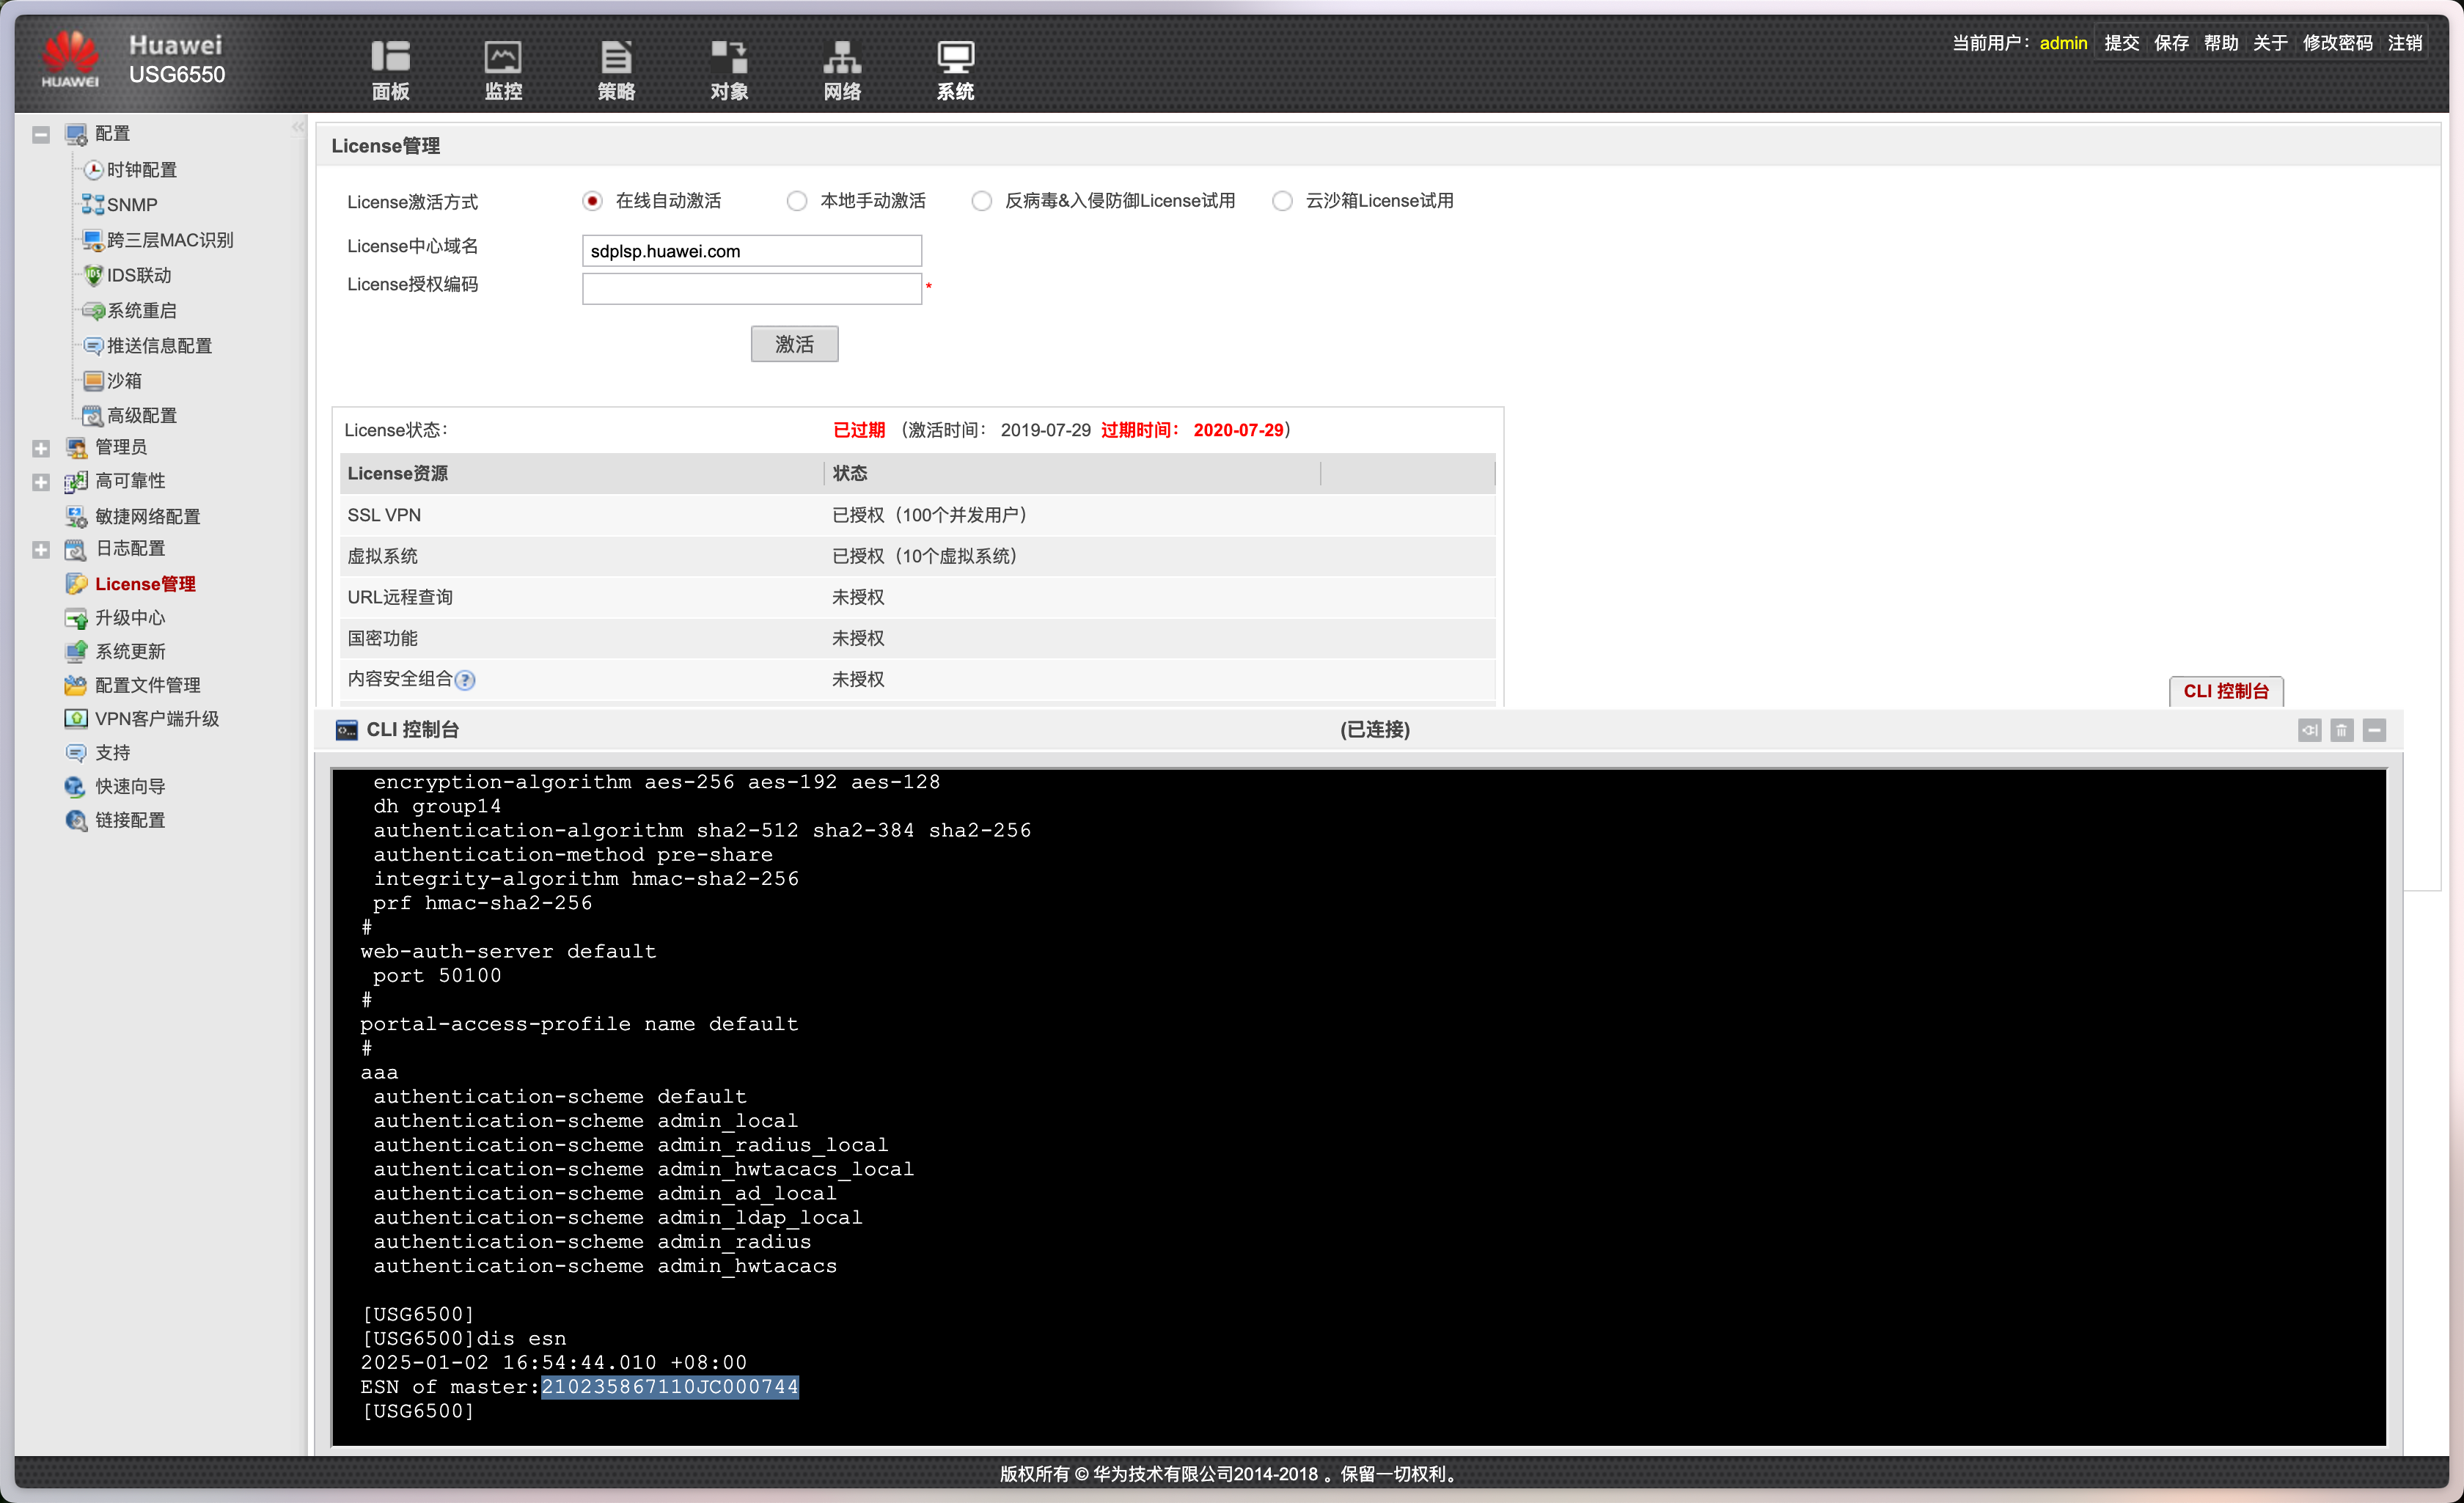 HUAWEI
Huawei
USG6550
面板
监控
策略
对象
网络
系统
当前用户： admin 提交 保存 帮助 关于 修改密码 注销
配置
时钟配置
SNMP
跨三层MAC识别
IDS联动
系统重启
推送信息配置
沙箱
高级配置
管理员
高可靠性
敏捷网络配置
日志配置
License管理
升级中心
系统更新
配置文件管理
VPN客户端升级
支持
快速向导
链接配置
License管理
License激活方式 在线自动激活 本地手动激活 反病毒&入侵防御License试用 云沙箱License试用
License中心域名 sdplsp.huawei.com
License授权编码 *
激活
License状态： 已过期 （激活时间： 2019-07-29 过期时间： 2020-07-29）
License资源 状态
SSL VPN 已授权（100个并发用户）
虚拟系统 已授权（10个虚拟系统）
URL远程查询 未授权
国密功能 未授权
内容安全组合 ? 未授权
CLI 控制台
CLI 控制台 (已连接)
encryption-algorithm aes-256 aes-192 aes-128
dh group14
authentication-algorithm sha2-512 sha2-384 sha2-256
authentication-method pre-share
integrity-algorithm hmac-sha2-256
prf hmac-sha2-256
#
web-auth-server default
port 50100
#
portal-access-profile name default
#
aaa
authentication-scheme default
authentication-scheme admin_local
authentication-scheme admin_radius_local
authentication-scheme admin_hwtacacs_local
authentication-scheme admin_ad_local
authentication-scheme admin_ldap_local
authentication-scheme admin_radius
authentication-scheme admin_hwtacacs
[USG6500]
[USG6500]dis esn
2025-01-02 16:54:44.010 +08:00
ESN of master:210235867110JC000744
[USG6500]
版权所有 © 华为技术有限公司2014-2018 。保留一切权利。